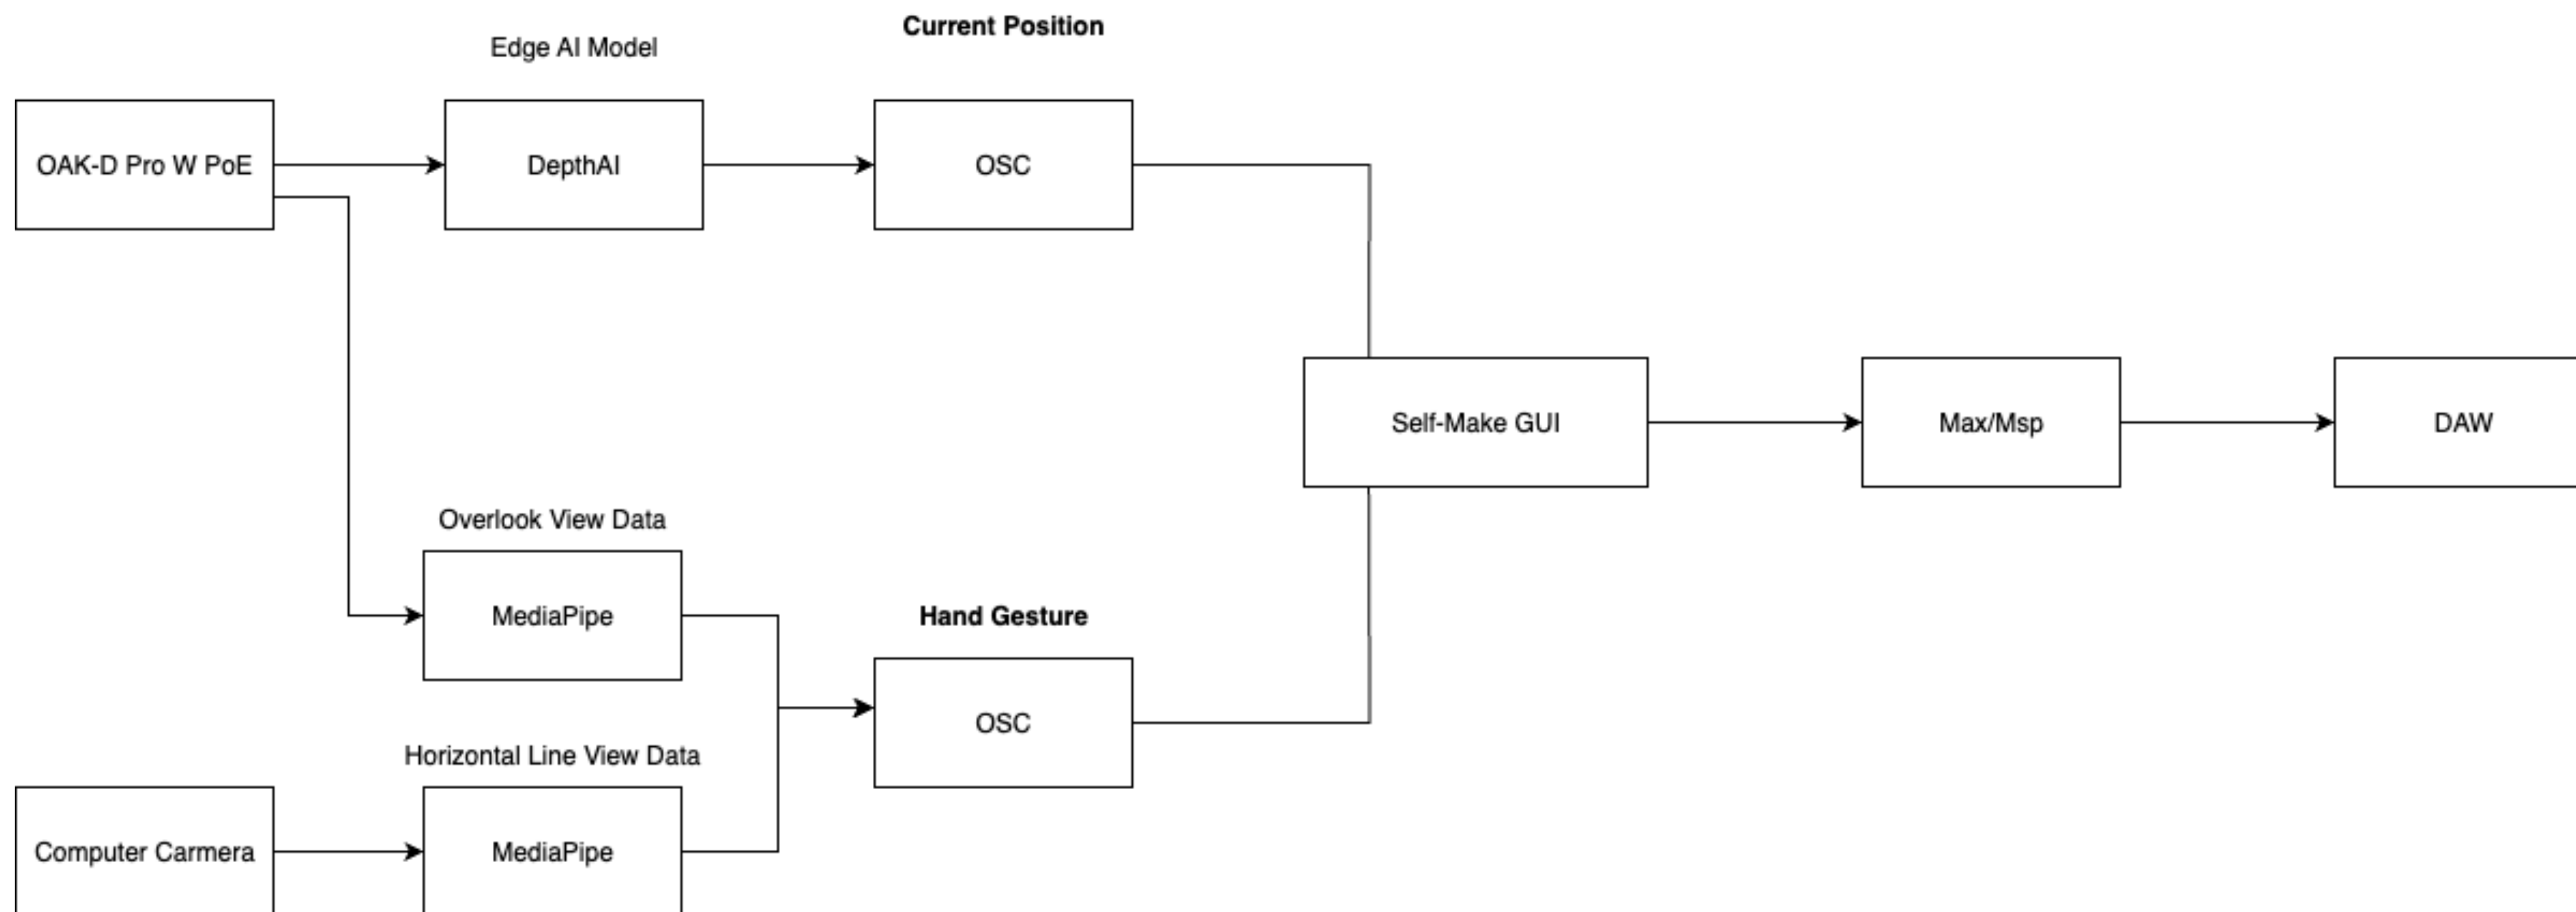 Current Position
Edge AI Model
OAK-D Pro W PoE
DepthAI
OSC
Self-Make GUI
Max/Msp
DAW
Overlook View Data
MediaPipe
Hand Gesture
OSC
Horizontal Line View Data
Computer Carmera
MediaPipe